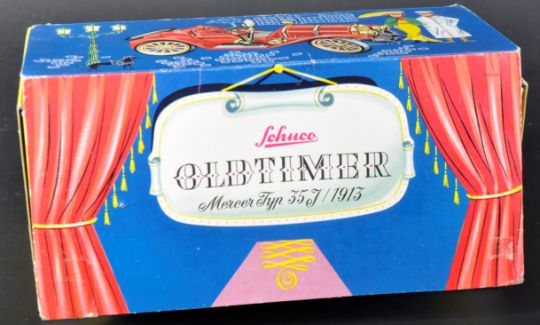 Schuco
OLDTIMER
Mercer Typ 35J/1913